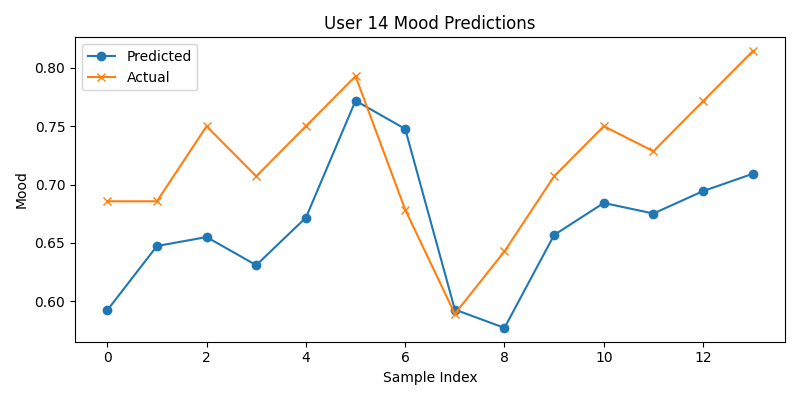 User 14 Mood Predictions
Predicted
Actual
0.80
0.75
0.70
0.65
0.60
Mood
0 2 4 6 8 10 12
Sample Index